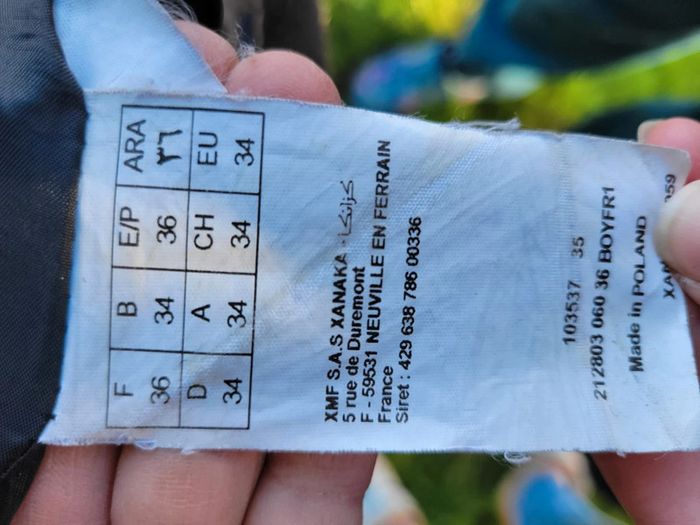 F B E/P ARA
36 34 36 ٣٦
D A CH EU
34 34 34 34
XMF S.A.S XANAKA - كزاناكا
5 rue de Duremont
F - 59531 NEUVILLE EN FERRAIN
France
Siret : 429 638 786 00336
103537 35
212803 060 36 BOYFR1
Made in POLAND